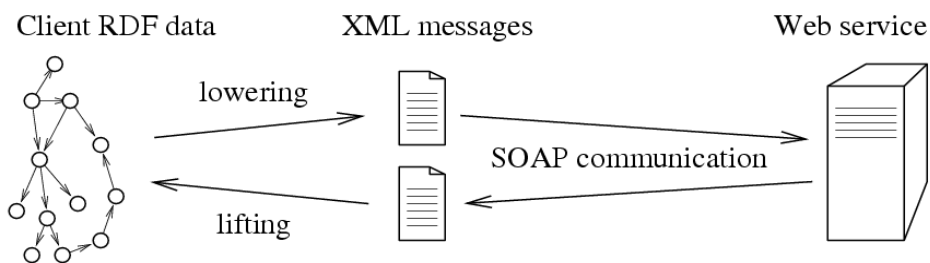 Client RDF data
XML messages
Web service
lowering
SOAP communication
lifting